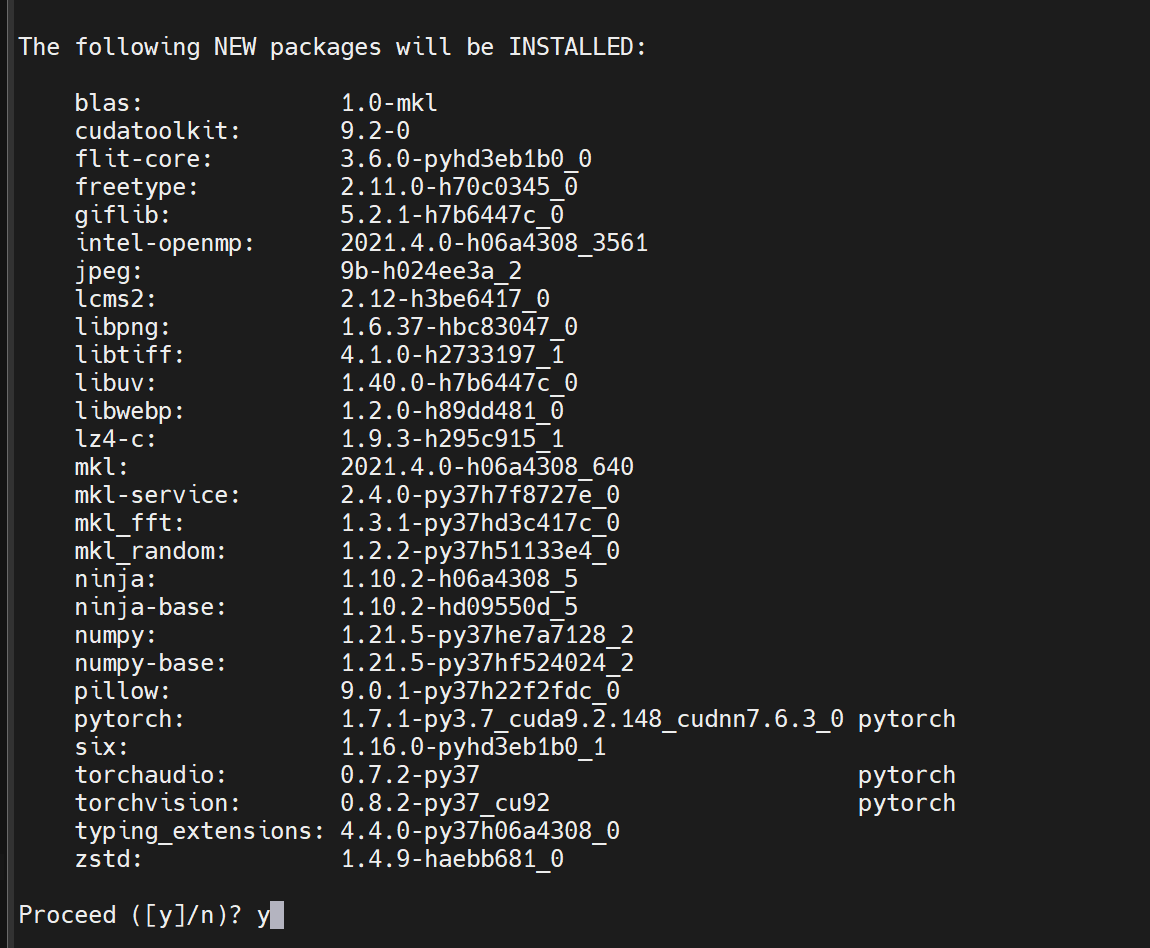 The following NEW packages will be INSTALLED:
blas: 1.0-mkl
cudatoolkit: 9.2-0
flit-core: 3.6.0-pyhd3eb1b0_0
freetype: 2.11.0-h70c0345_0
giflib: 5.2.1-h7b6447c_0
intel-openmp: 2021.4.0-h06a4308_3561
jpeg: 9b-h024ee3a_2
lcms2: 2.12-h3be6417_0
libpng: 1.6.37-hbc83047_0
libtiff: 4.1.0-h2733197_1
libuv: 1.40.0-h7b6447c_0
libwebp: 1.2.0-h89dd481_0
lz4-c: 1.9.3-h295c915_1
mkl: 2021.4.0-h06a4308_640
mkl-service: 2.4.0-py37h7f8727e_0
mkl_fft: 1.3.1-py37hd3c417c_0
mkl_random: 1.2.2-py37h51133e4_0
ninja: 1.10.2-h06a4308_5
ninja-base: 1.10.2-hd09550d_5
numpy: 1.21.5-py37he7a7128_2
numpy-base: 1.21.5-py37hf524024_2
pillow: 9.0.1-py37h22f2fdc_0
pytorch: 1.7.1-py3.7_cuda9.2.148_cudnn7.6.3_0 pytorch
six: 1.16.0-pyhd3eb1b0_1
torchaudio: 0.7.2-py37 pytorch
torchvision: 0.8.2-py37_cu92 pytorch
typing_extensions: 4.4.0-py37h06a4308_0
zstd: 1.4.9-haebb681_0
Proceed ([y]/n)? y